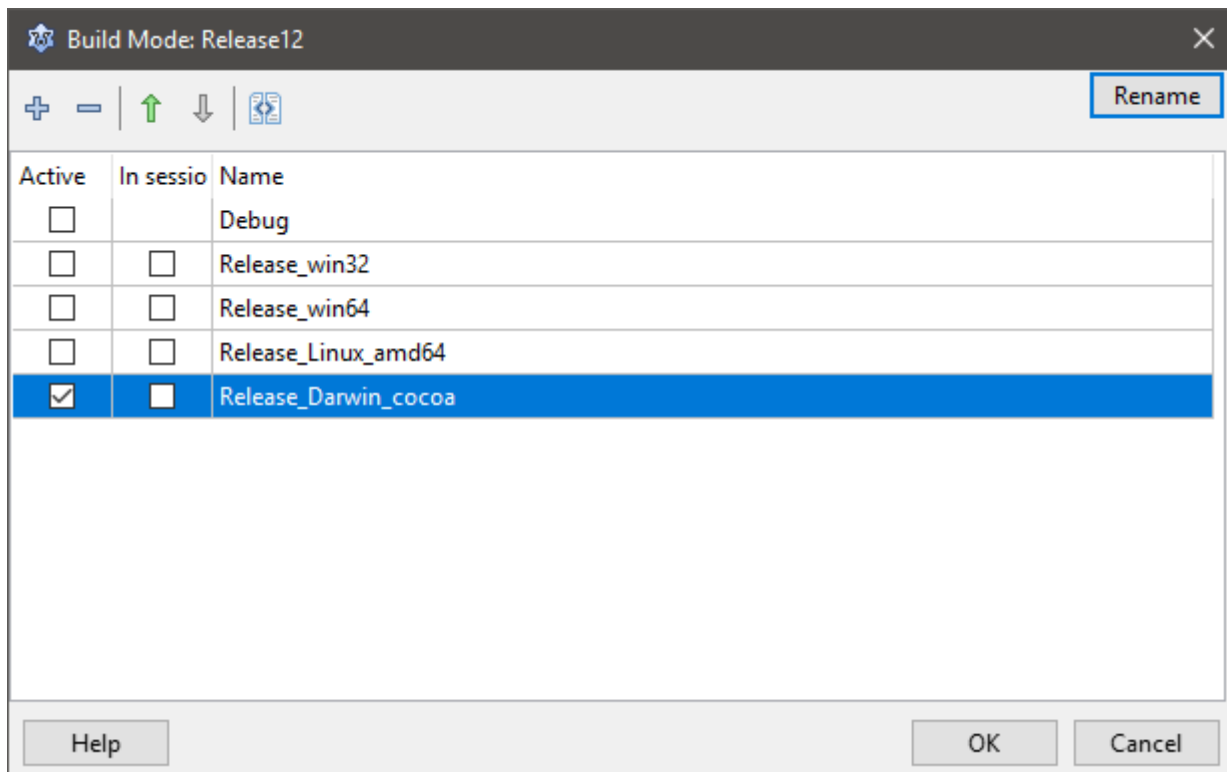 Build Mode: Release12
Rename
Active In sessio Name
Debug
Release_win32
Release_win64
Release_Linux_amd64
Release_Darwin_cocoa
Help OK Cancel